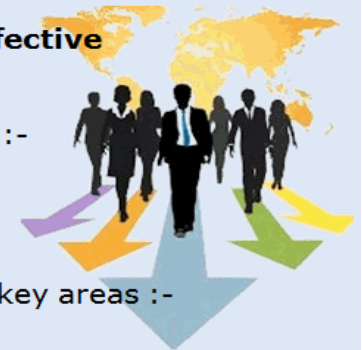 fective
:-
key areas :-